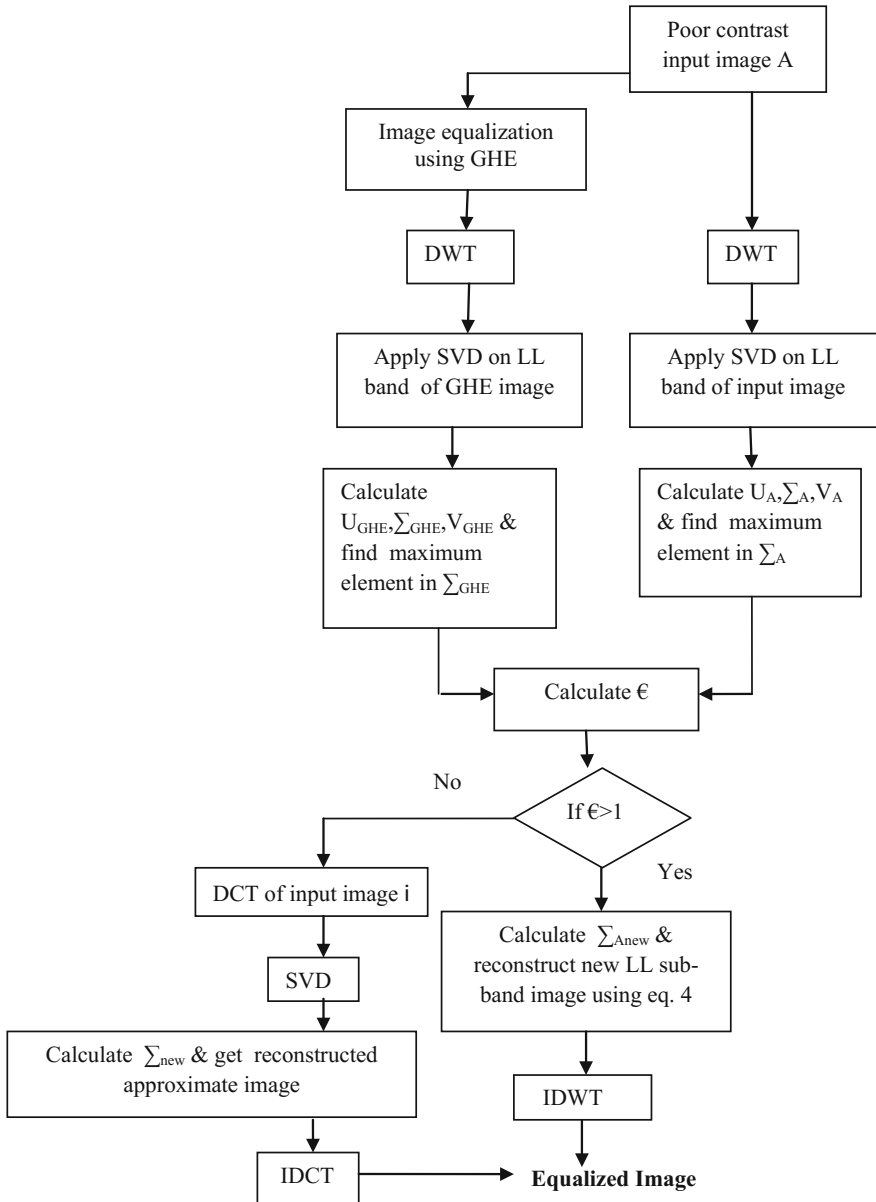 Poor contrast
input image A
Image equalization
using GHE
DWT
DWT
Apply SVD on LL
band of GHE image
Apply SVD on LL
band of input image
Calculate
U_GHE,∑_GHE,V_GHE &
find maximum
element in ∑_GHE
Calculate U_A,∑_A,V_A
& find maximum
element in ∑_A
Calculate €
If €>1
No
Yes
DCT of input image i
SVD
Calculate ∑_new & get reconstructed
approximate image
IDCT
Calculate ∑_Anew &
reconstruct new LL sub-
band image using eq. 4
IDWT
Equalized Image